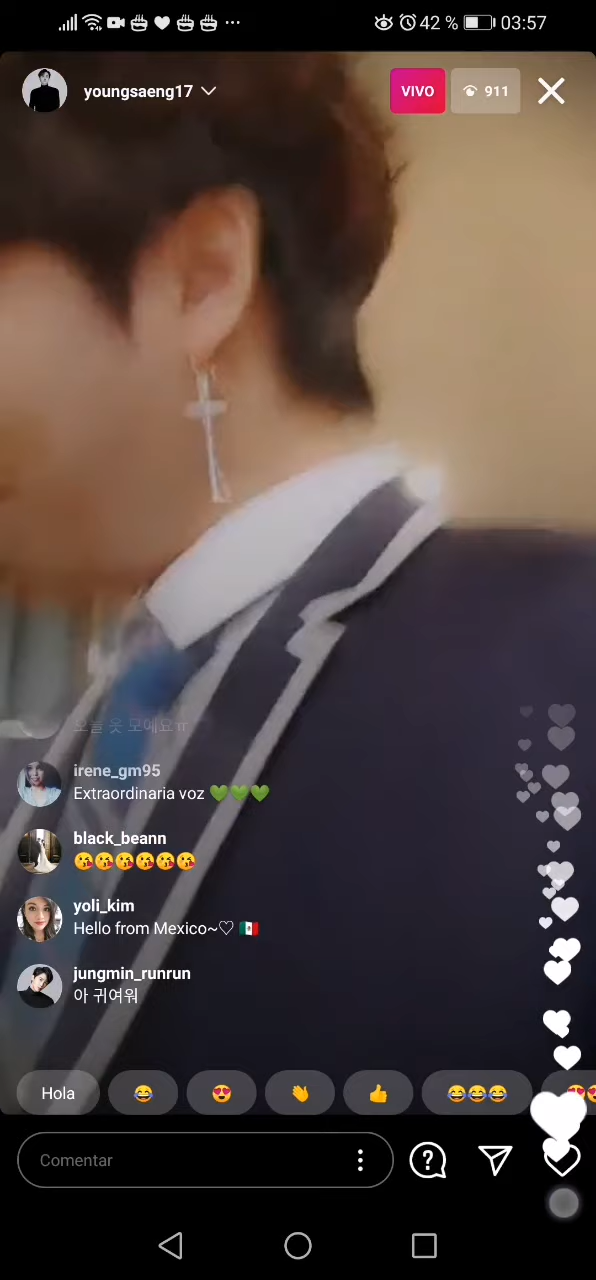 42 % 03:57
youngsaeng17 VIVO 911
오늘 옷 모예요ㅠ
irene_gm95
Extraordinaria voz 💚💚💚
black_beann
😘😘😘😘😘😘
yoli_kim
Hello from Mexico~♡ 🇲🇽
jungmin_runrun
아 귀여워
Hola 😂 😍 👋 👍 😂😂😂 😍😍
Comentar